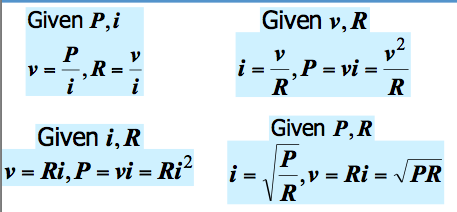 Given P,i
v = P/i, R = v/i
Given v,R
i = v/R, P = vi = v²/R
Given i,R
v = Ri, P = vi = Ri²
Given P,R
i = √(P/R), v = Ri = √PR